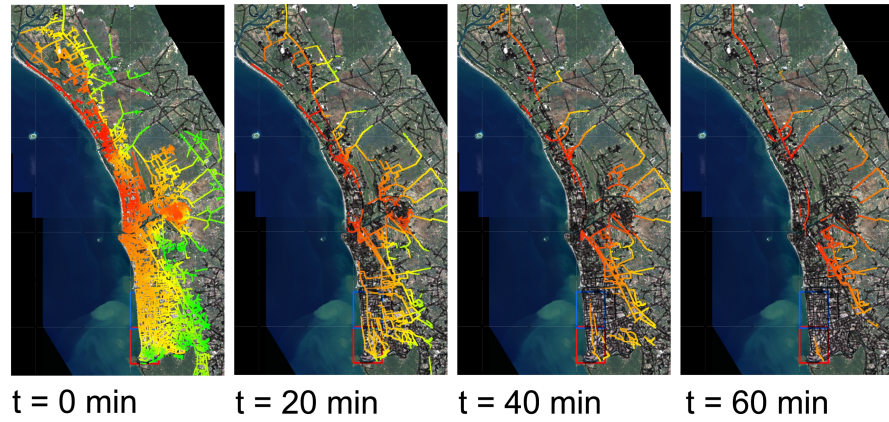 t = 0 min
t = 20 min
t = 40 min
t = 60 min